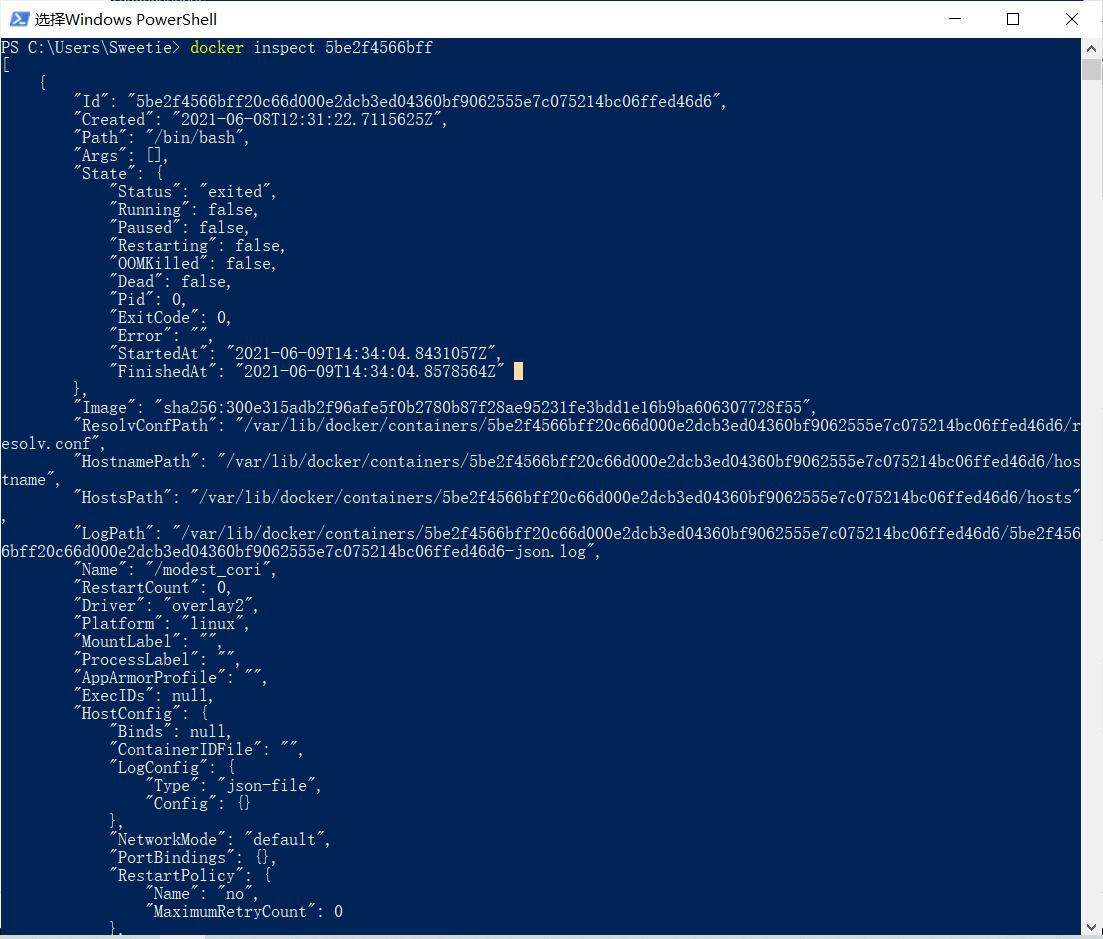 选择Windows PowerShell
PS C:\Users\Sweetie> docker inspect 5be2f4566bff
[
    {
        "Id": "5be2f4566bff20c66d000e2dcb3ed04360bf9062555e7c075214bc06ffed46d6",
        "Created": "2021-06-08T12:31:22.7115625Z",
        "Path": "/bin/bash",
        "Args": [],
        "State": {
            "Status": "exited",
            "Running": false,
            "Paused": false,
            "Restarting": false,
            "OOMKilled": false,
            "Dead": false,
            "Pid": 0,
            "ExitCode": 0,
            "Error": "",
            "StartedAt": "2021-06-09T14:34:04.8431057Z",
            "FinishedAt": "2021-06-09T14:34:04.8578564Z"
        },
        "Image": "sha256:300e315adb2f96afe5f0b2780b87f28ae95231fe3bdd1e16b9ba606307728f55",
        "ResolvConfPath": "/var/lib/docker/containers/5be2f4566bff20c66d000e2dcb3ed04360bf9062555e7c075214bc06ffed46d6/r
esolv.conf",
        "HostnamePath": "/var/lib/docker/containers/5be2f4566bff20c66d000e2dcb3ed04360bf9062555e7c075214bc06ffed46d6/hos
tname",
        "HostsPath": "/var/lib/docker/containers/5be2f4566bff20c66d000e2dcb3ed04360bf9062555e7c075214bc06ffed46d6/hosts"
,
        "LogPath": "/var/lib/docker/containers/5be2f4566bff20c66d000e2dcb3ed04360bf9062555e7c075214bc06ffed46d6/5be2f456
6bff20c66d000e2dcb3ed04360bf9062555e7c075214bc06ffed46d6-json.log",
        "Name": "/modest_cori",
        "RestartCount": 0,
        "Driver": "overlay2",
        "Platform": "linux",
        "MountLabel": "",
        "ProcessLabel": "",
        "AppArmorProfile": "",
        "ExecIDs": null,
        "HostConfig": {
            "Binds": null,
            "ContainerIDFile": "",
            "LogConfig": {
                "Type": "json-file",
                "Config": {}
            },
            "NetworkMode": "default",
            "PortBindings": {},
            "RestartPolicy": {
                "Name": "no",
                "MaximumRetryCount": 0
            },